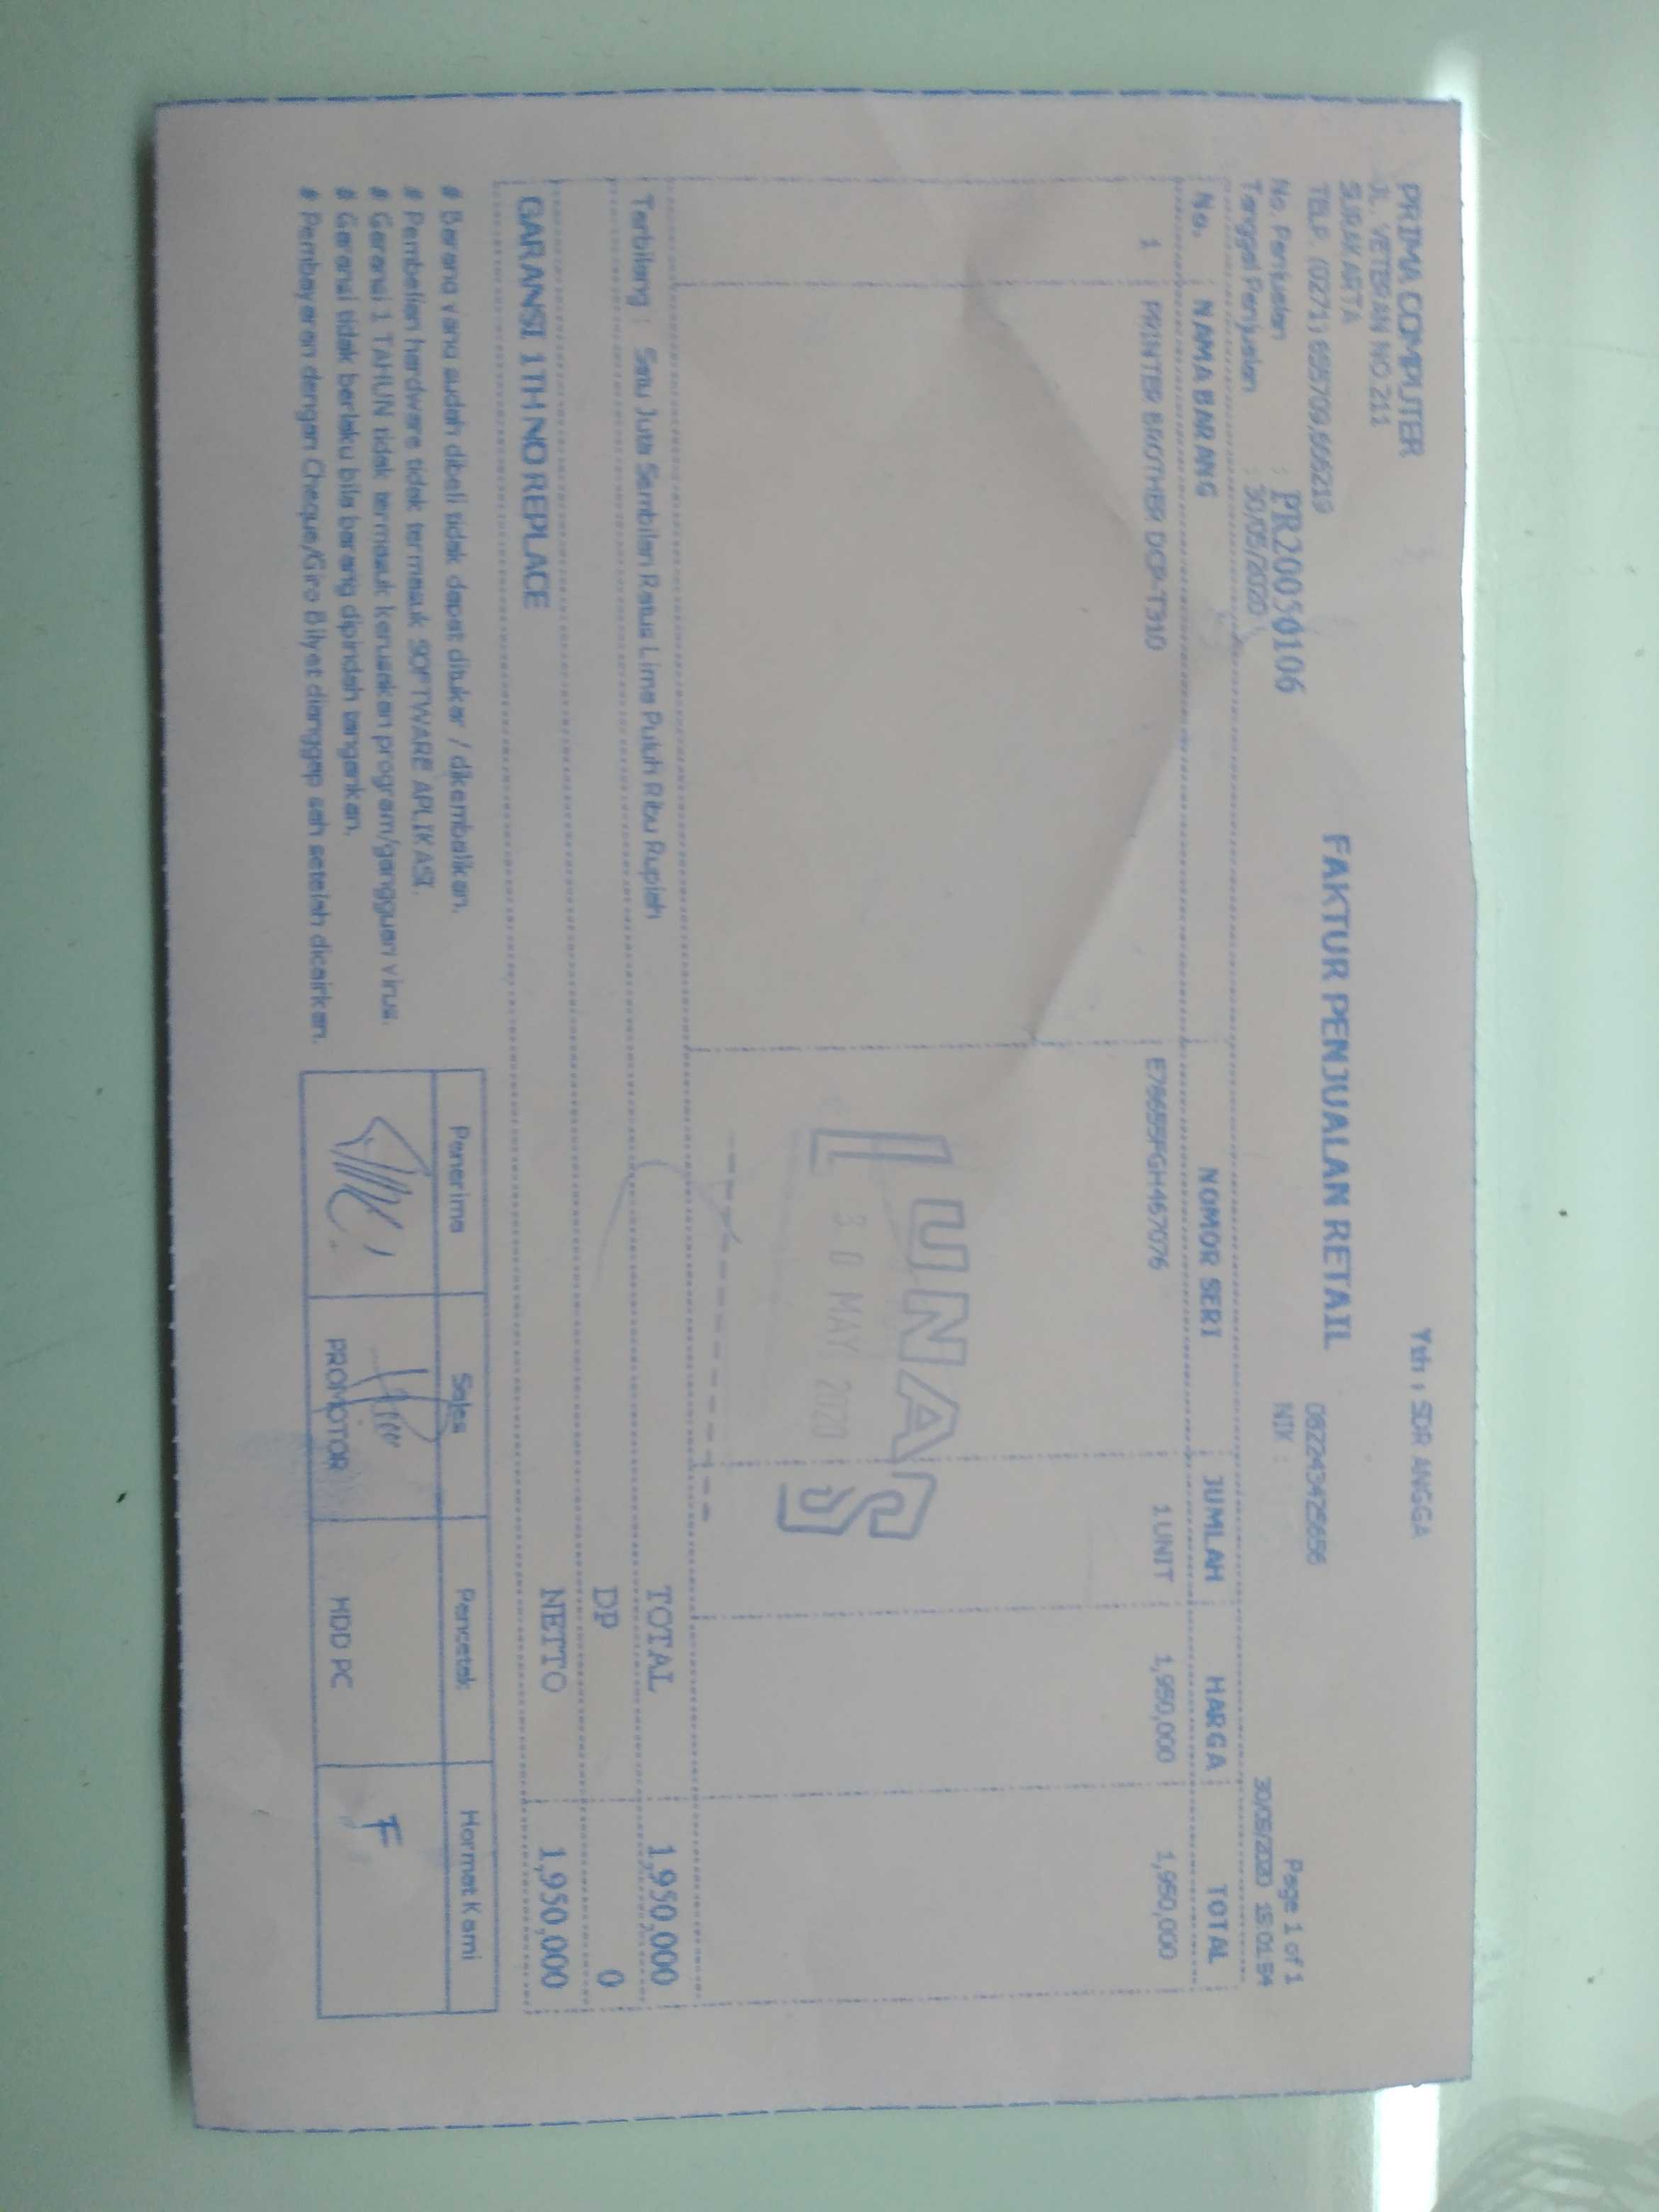 PRIMA COMPUTER
JL. VETERAN NO.211
SURAKARTA
TELP. (0271)
Yth : SDR ANGGA
FAKTUR PENJUALAN RETAIL
NIK :
No. Penjualan : PR20050106
Tanggal Penjualan : 30/05/2020
Page 1 of 1
30/05/2020 15:01:54
No. NAMA BARANG NOMOR SERI JUMLAH HARGA TOTAL
1 PRINTER BROTHER DCP-T310 1 UNIT 1,950,000 1,950,000
LUNAS
30 MAY 2020
Terbilang : Satu Juta Sembilan Ratus Lima Puluh Ribu Rupiah
TOTAL 1,950,000
DP 0
NETTO 1,950,000
GARANSI 1 TH NO REPLACE
# Barang yang sudah dibeli tidak dapat ditukar / dikembalikan.
# Pembelian hardware tidak termasuk SOFTWARE APLIKASI.
# Garansi 1 TAHUN tidak termasuk kerusakan program/gangguan virus.
# Garansi tidak berlaku bila barang dipindah tangankan.
# Pembayaran dengan Cheque/Giro Bilyet dianggap sah setelah dicairkan.
Penerima Sales Pencetak Hormat Kami
PROMOTOR MDD PC F